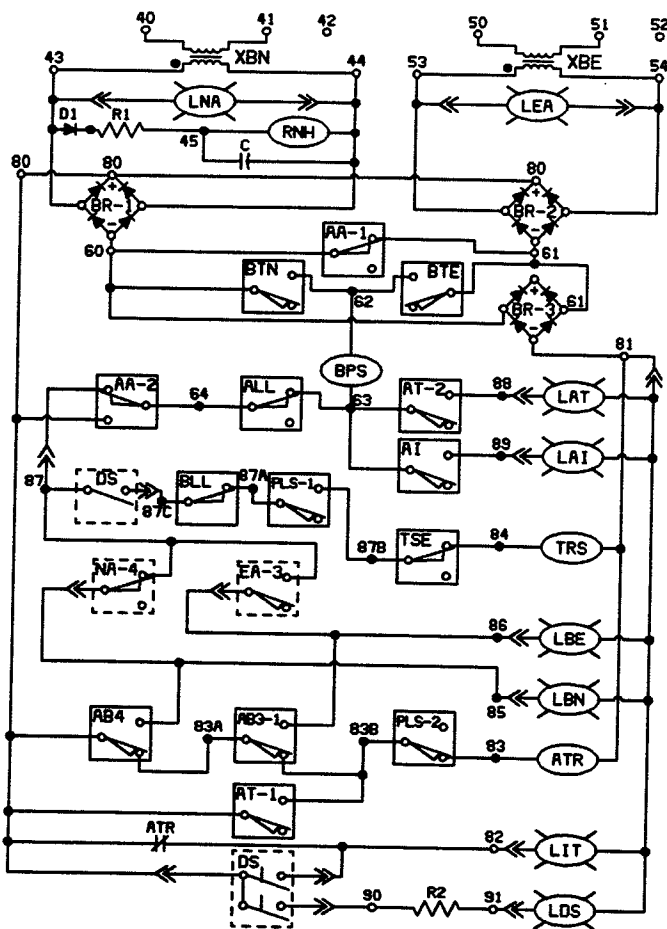 40 41 42 50 51 52
XBN XBE
43 44 53 54
LNA LEA
D1 R1 45 RNH
C
80 80 80
+ BR-1 - + BR-2 -
60 AA-1 61
BTN BTE
62 + BR-3 - 61
81
BPS
AA-2 64 ALL 63 AT-2 88 LAT
AI 89 LAI
87 DS 87C BLL 87A PLS-1
87B TSE 84 TRS
NA-4 EA-3
86 LBE
85 LBN
AB4 83A AB3-1 83B PLS-2 83 ATR
AT-1
ATR 82 LIT
DS
90 R2 91 LDS